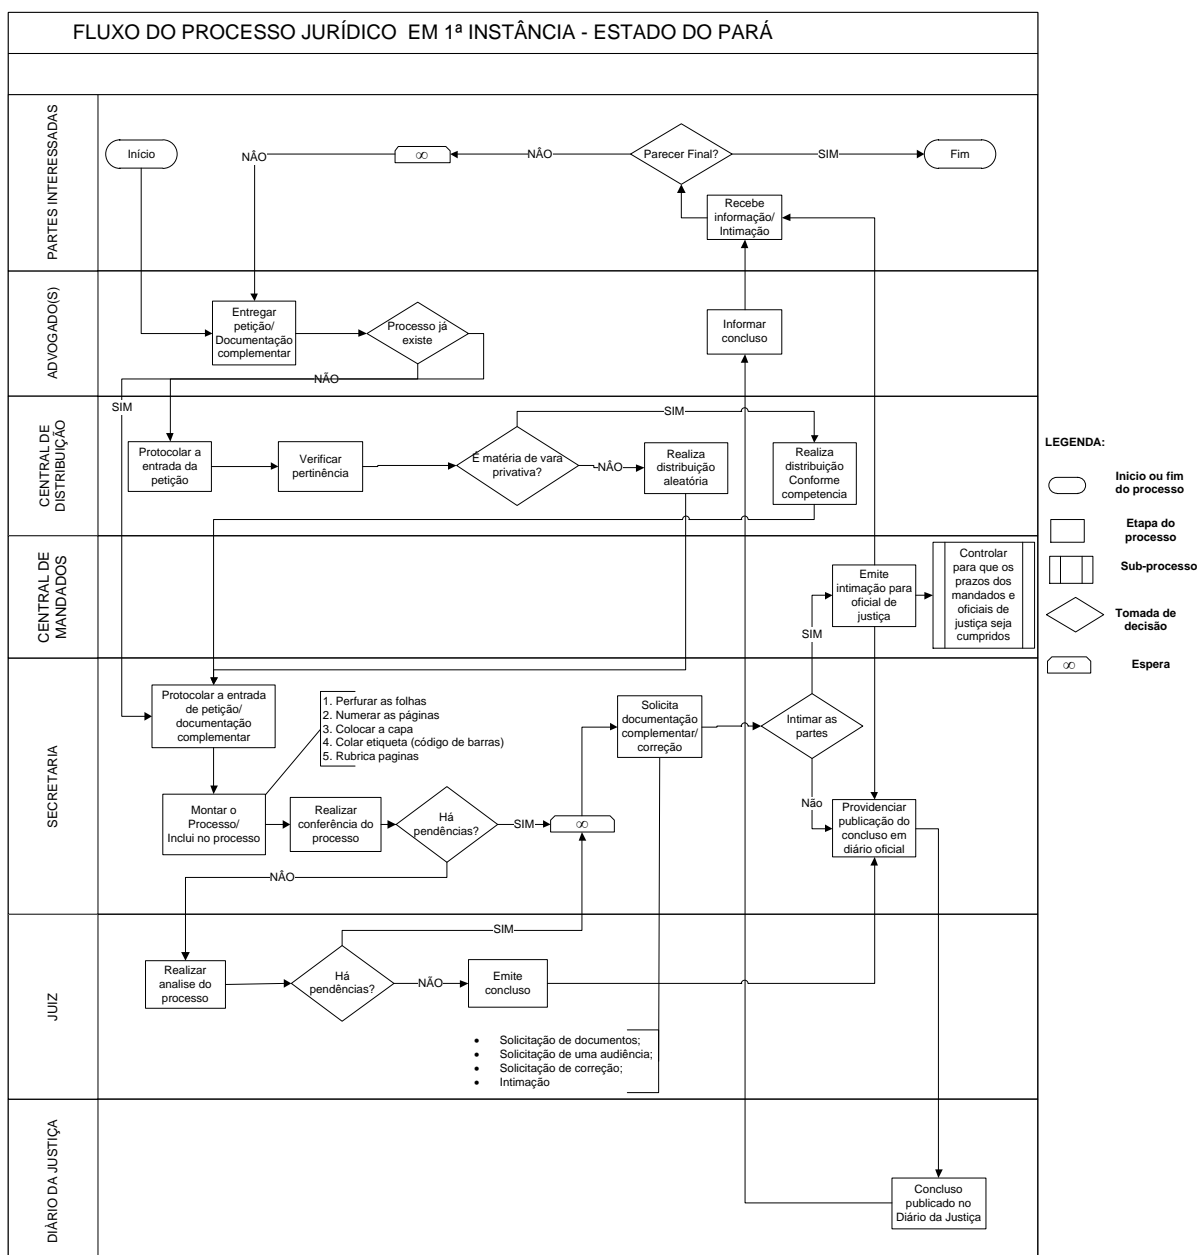 FLUXO DO PROCESSO JURÍDICO EM 1ª INSTÂNCIA - ESTADO DO PARÁ
PARTES INTERESSADAS
Início
NÂO
∞
NÂO
Parecer Final?
SIM
Fim
Recebe
informação/
Intimação
ADVOGADO(S)
Entregar
petição/
Documentação
complementar
Processo já
existe
Informar
concluso
NÃO
SIM
CENTRAL DE
DISTRIBUIÇÃO
Protocolar a
entrada da
petição
Verificar
pertinência
É matéria de vara
privativa?
SIM
NÂO
Realiza
distribuição
aleatória
Realiza
distribuição
Conforme
competencia
CENTRAL DE
MANDADOS
Emite
intimação para
oficial de
justiça
Controlar
para que os
prazos dos
mandados e
oficiais de
justiça seja
cumpridos
SIM
SECRETARIA
Protocolar a entrada
de petição/
documentação
complementar
1. Perfurar as folhas
2. Numerar as páginas
3. Colocar a capa
4. Colar etiqueta (código de barras)
5. Rubrica paginas
Solicita
documentação
complementar/
correção
Intimar as
partes
Não
Montar o
Processo/
Inclui no processo
Realizar
conferência do
processo
Há
pendências?
SIM
∞
Providenciar
publicação do
concluso em
diário oficial
NÂO
JUIZ
SIM
Realizar
analise do
processo
Há
pendências?
NÃO
Emite
concluso
• Solicitação de documentos;
• Solicitação de uma audiência;
• Solicitação de correção;
• Intimação
DIÀRIO DA JUSTIÇA
Concluso
publicado no
Diário da Justiça
LEGENDA:
Inicio ou fim
do processo
Etapa do
processo
Sub-processo
Tomada de
decisão
∞
Espera